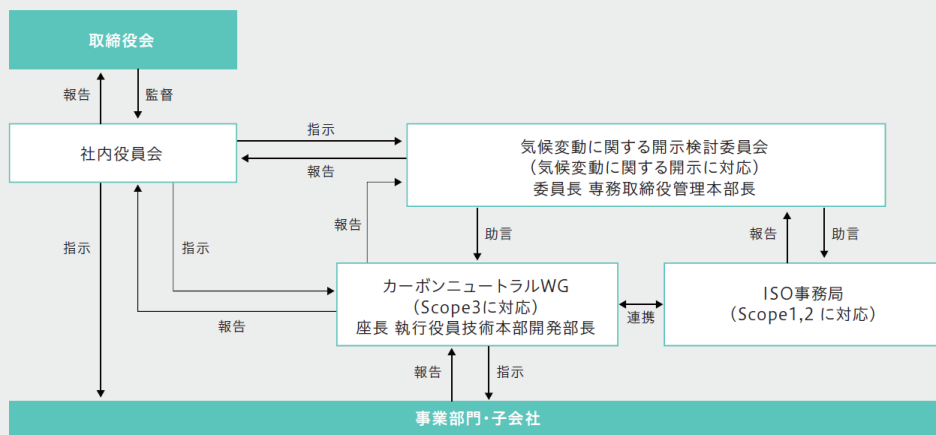 取締役会
報告
監督
社内役員会
指示
報告
気候変動に関する開示検討委員会
（気候変動に関する開示に対応）
委員長 専務取締役管理本部長
指示
指示
報告
報告
助言
報告
助言
カーボンニュートラルWG
（Scope3に対応）
座長 執行役員技術本部開発部長
連携
ISO事務局
（Scope1,2 に対応）
報告
指示
事業部門・子会社